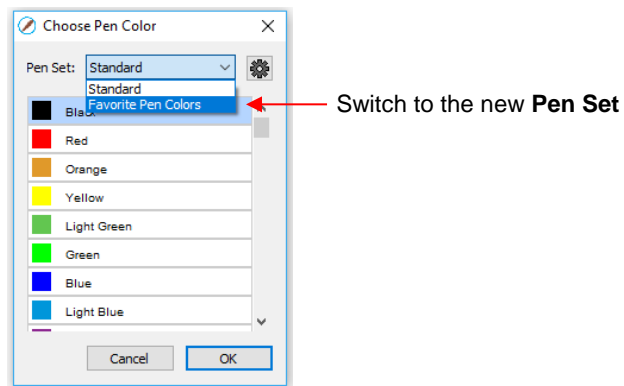 Choose Pen Color
Pen Set: Standard
Standard
Favorite Pen Colors
Switch to the new Pen Set
Black
Red
Orange
Yellow
Light Green
Green
Blue
Light Blue
Cancel OK